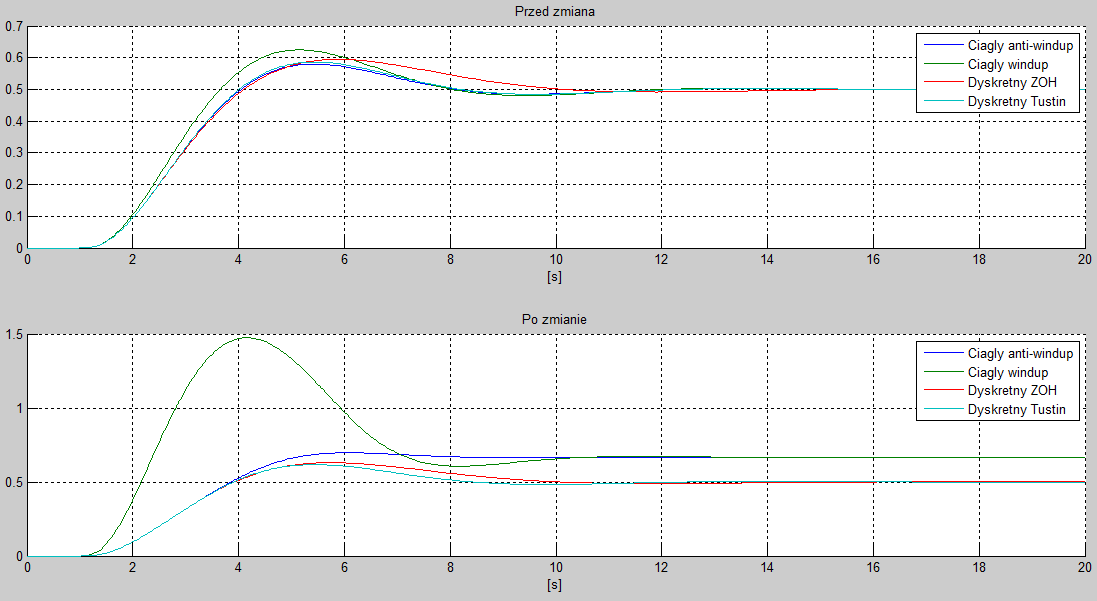 Przed zmiana
0.7
0.6
0.5
0.4
0.3
0.2
0.1
0
Ciagly anti-windup
Ciagly windup
Dyskretny ZOH
Dyskretny Tustin
0 2 4 6 8 10 12 14 16 18 20
[s]
Po zmianie
1.5
1
0.5
0
Ciagly anti-windup
Ciagly windup
Dyskretny ZOH
Dyskretny Tustin
0 2 4 6 8 10 12 14 16 18 20
[s]